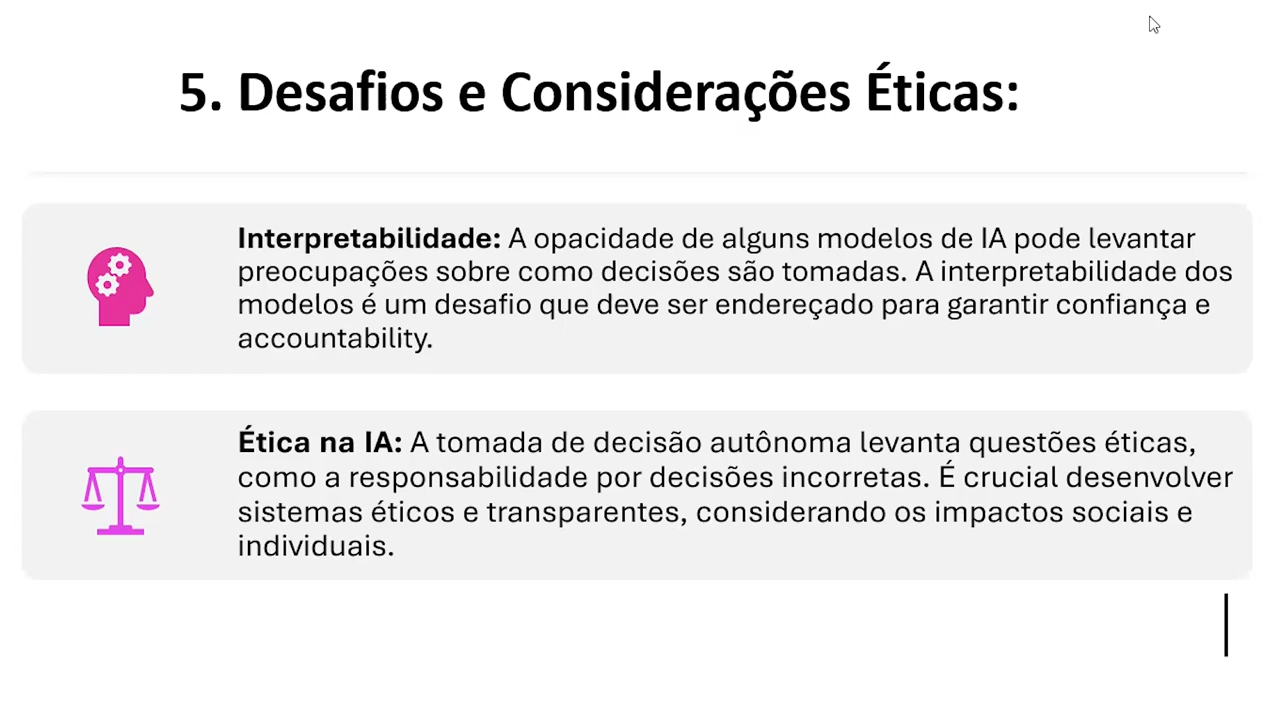 5. Desafios e Considerações Éticas:
Interpretabilidade: A opacidade de alguns modelos de IA pode levantar
preocupações sobre como decisões são tomadas. A interpretabilidade dos
modelos é um desafio que deve ser endereçado para garantir confiança e
accountability.
Ética na IA: A tomada de decisão autônoma levanta questões éticas,
como a responsabilidade por decisões incorretas. É crucial desenvolver
sistemas éticos e transparentes, considerando os impactos sociais e
individuais.